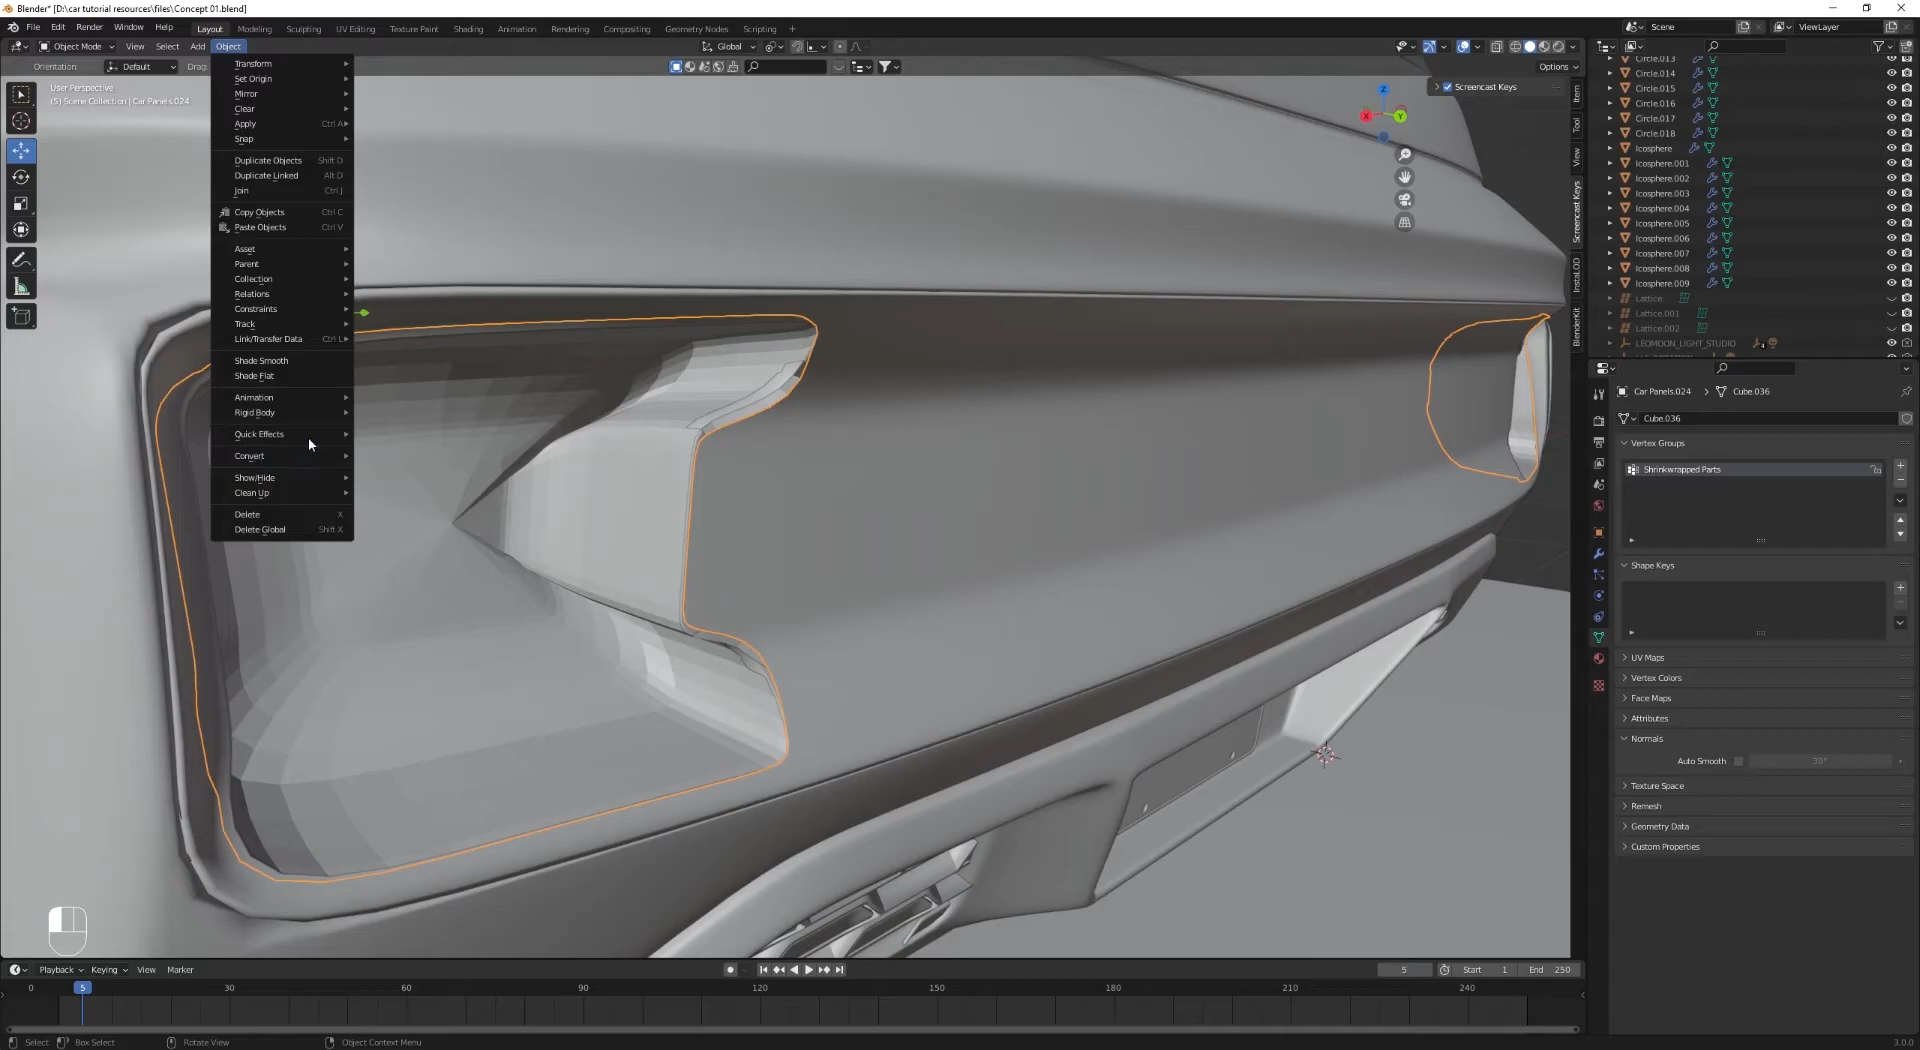 Blender* [D:\car tutorial resources\files\Concept 01.blend]
File Edit Render Window Help
Layout Modeling Sculpting UV Editing Texture Paint Shading Animation Rendering Compositing Geometry Nodes Scripting +
Scene
ViewLayer
Object Mode View Select Add Object
Global
Orientation: Default Drag:
Options
User Perspective
(5) Scene Collection | Car Panels.024
Transform
Set Origin
Mirror
Clear
Apply Ctrl A
Snap
Duplicate Objects Shift D
Duplicate Linked Alt D
Join Ctrl J
Copy Objects Ctrl C
Paste Objects Ctrl V
Asset
Parent
Collection
Relations
Constraints
Track
Link/Transfer Data Ctrl L
Shade Smooth
Shade Flat
Animation
Rigid Body
Quick Effects
Convert
Show/Hide
Clean Up
Delete X
Delete Global Shift X
Screencast Keys
Z
X
Y
Item
Tool
View
Screencast Keys
InstaLOD
BlenderKit
Circle.013
Circle.014
Circle.015
Circle.016
Circle.017
Circle.018
Icosphere
Icosphere.001
Icosphere.002
Icosphere.003
Icosphere.004
Icosphere.005
Icosphere.006
Icosphere.007
Icosphere.008
Icosphere.009
Lattice
Lattice.001
Lattice.002
LEOMOON_LIGHT_STUDIO 4
Car Panels.024 Cube.036
Cube.036
Vertex Groups
Shrinkwrapped Parts
Shape Keys
UV Maps
Vertex Colors
Face Maps
Attributes
Normals
Auto Smooth 30°
Texture Space
Remesh
Geometry Data
Custom Properties
Playback Keying View Marker
5 Start 1 End 250
0 5 30 60 90 120 150 180 210 240
Select Box Select Rotate View Object Context Menu
3.0.0